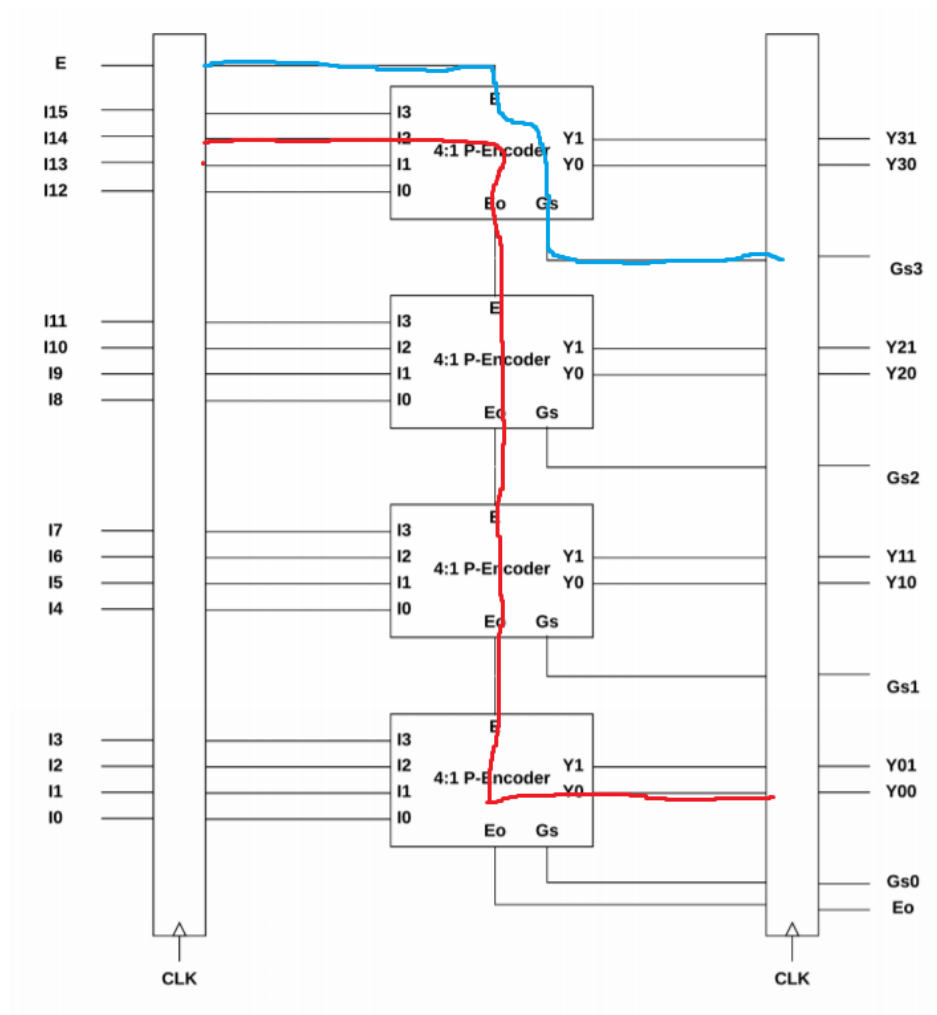 E
E
I15 I3
I14 I2 Y1 Y31
4:1 P-Encoder
I13 I1 Y0 Y30
I12 I0
Eo Gs
Gs3
E
I11 I3
I10 I2 Y1 Y21
4:1 P-Encoder
I9 I1 Y0 Y20
I8 I0
Eo Gs
Gs2
E
I7 I3
I6 I2 Y1 Y11
4:1 P-Encoder
I5 I1 Y0 Y10
I4 I0
Eo Gs
Gs1
E
I3 I3
I2 I2 Y1 Y01
4:1 P-Encoder
I1 I1 Y0 Y00
I0 I0
Eo Gs
Gs0
Eo
CLK CLK